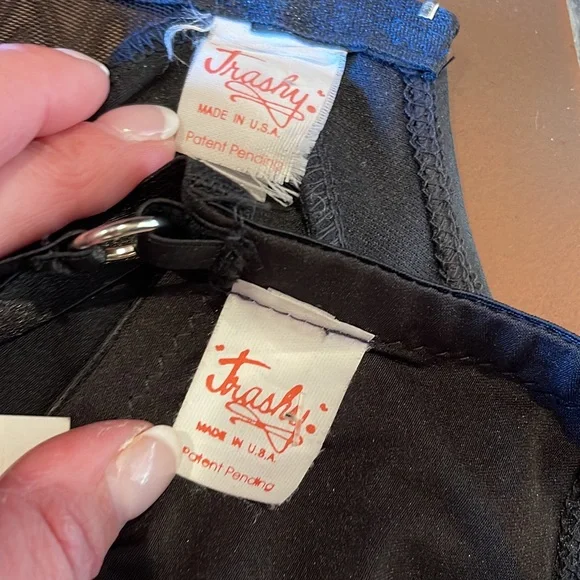 Trashy
MADE IN U.S.A.
Patent Pending
Trashy
MADE IN U.S.A.
Patent Pending